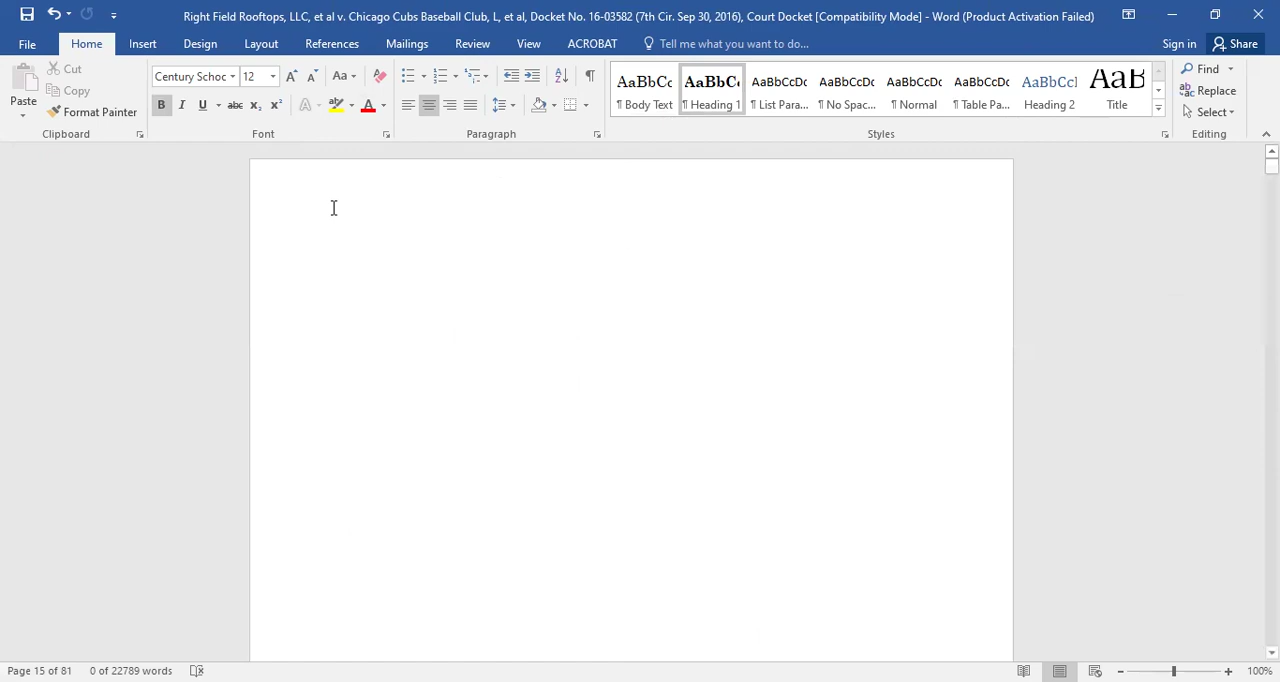 Right Field Rooftops, LLC, et al v. Chicago Cubs Baseball Club, L, et al, Docket No. 16-03582 (7th Cir. Sep 30, 2016), Court Docket [Compatibility Mode] - Word (Product Activation Failed)
File Home Insert Design Layout References Mailings Review View ACROBAT Tell me what you want to do... Sign in Share
Paste
Cut
Copy
Format Painter
Clipboard
Century Schoc 12 Aa
B I U abc X₂ X² A A
Font
Paragraph
AaBbCc AaBbC AaBbCcDc AaBbCcDc AaBbCcDc AaBbCcDc AaBbCcI AaB
¶ Body Text ¶ Heading 1 ¶ List Para... ¶ No Spac... ¶ Normal ¶ Table Pa... Heading 2 Title
Styles
Find
Replace
Select
Editing
Page 15 of 81 0 of 22789 words 100%